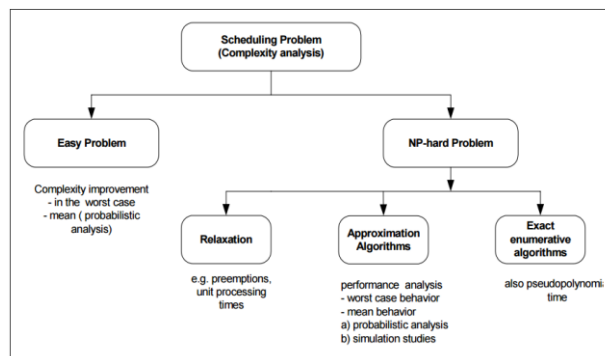 Scheduling Problem
(Complexity analysis)
Easy Problem
NP-hard Problem
Complexity improvement
- in the worst case
- mean ( probabilistic
analysis)
Relaxation
Approximation
Algorithms
Exact
enumerative
algorithms
e.g. preemptions,
unit processing
times
performance analysis
- worst case behavior
- mean behavior
a) probabilistic analysis
b) simulation studies
also pseudopolynomia
time